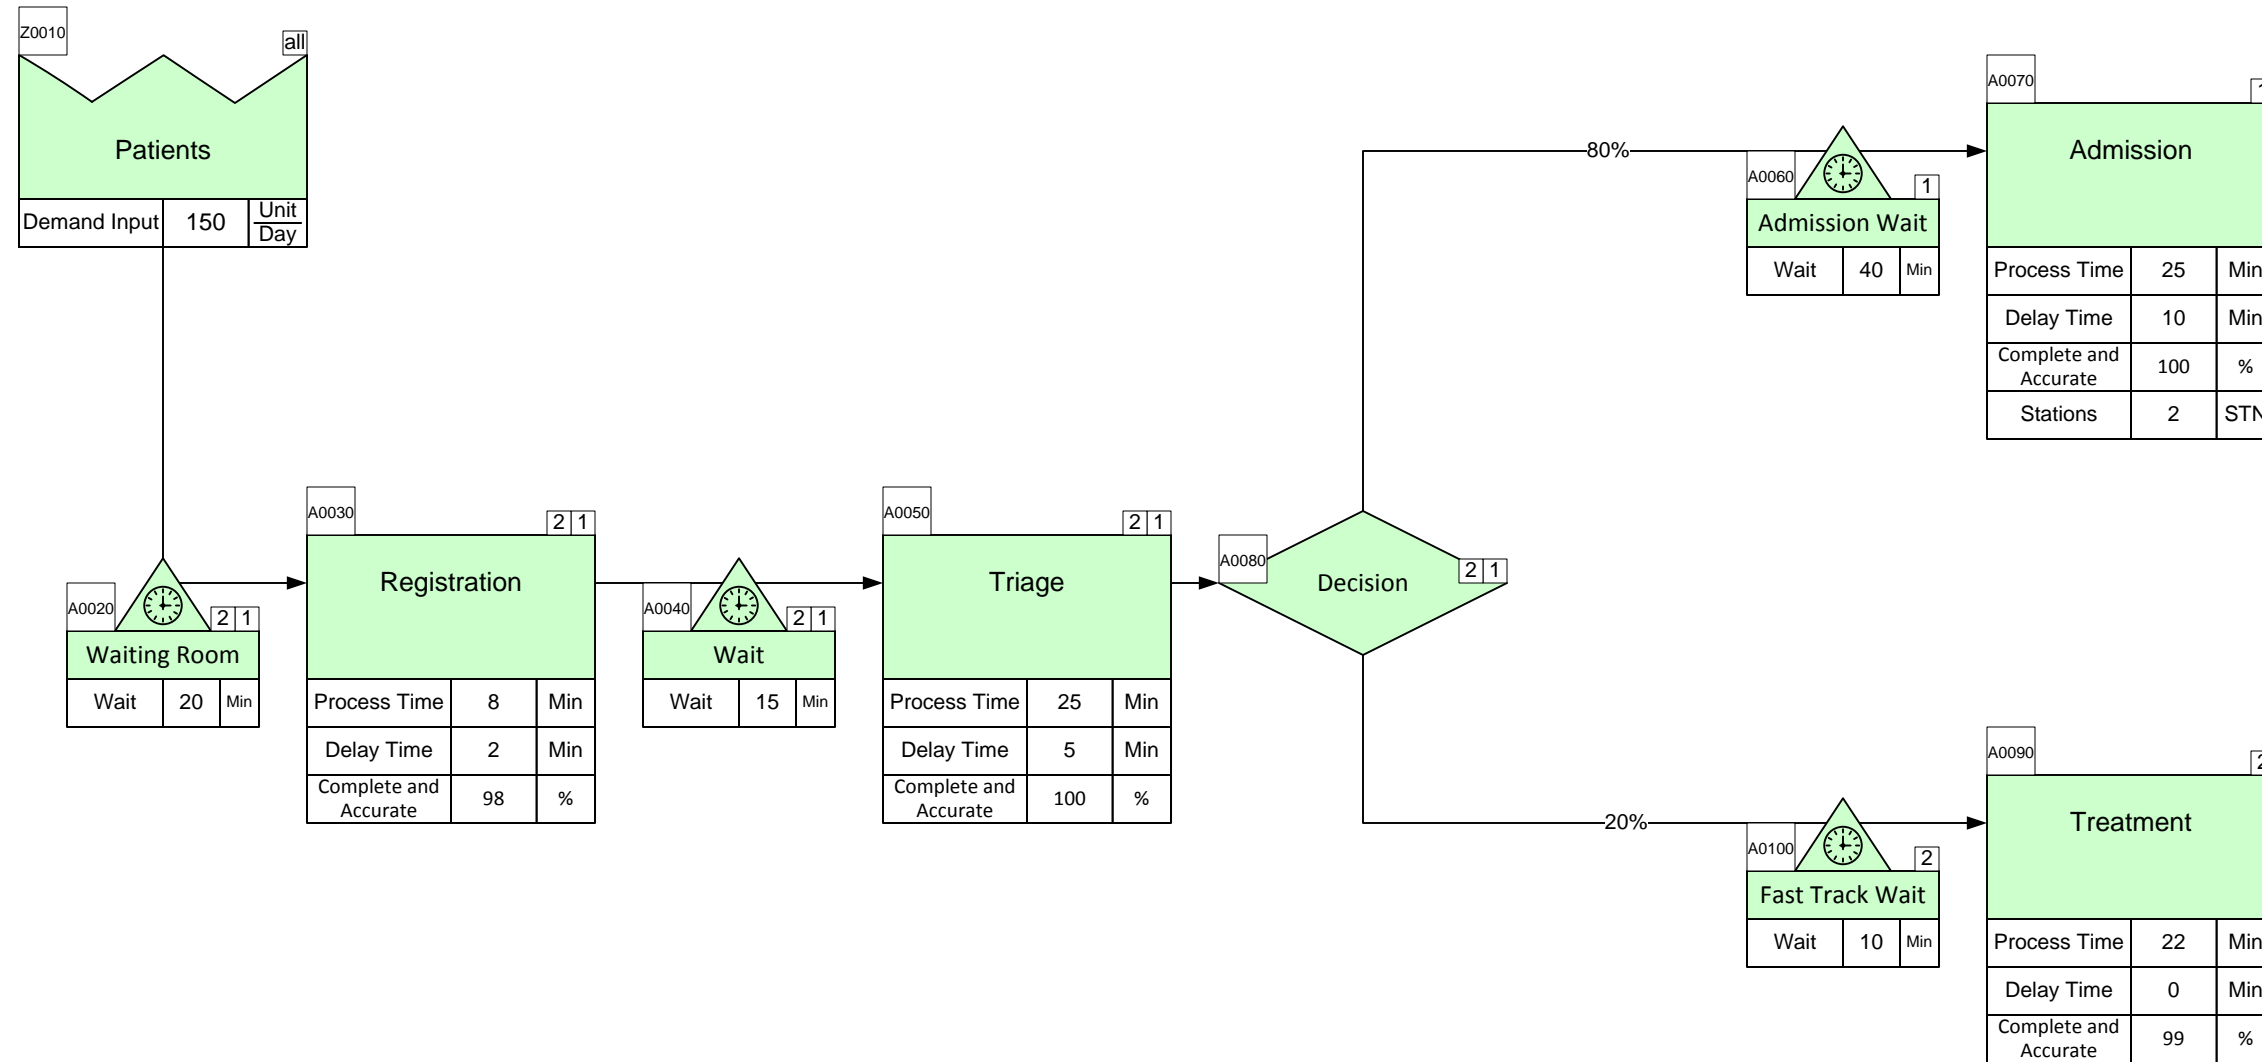 Z0010
all
Patients
Demand Input 150 Unit
Day
A0020
2 1
Waiting Room
Wait 20 Min
A0030
2 1
Registration
Process Time 8 Min
Delay Time 2 Min
Complete and
Accurate 98 %
A0040
2 1
Wait
Wait 15 Min
A0050
2 1
Triage
Process Time 25 Min
Delay Time 5 Min
Complete and
Accurate 100 %
A0080
2 1
Decision
80%
A0060
1
Admission Wait
Wait 40 Min
A0070
Admission
Process Time 25 Min
Delay Time 10 Min
Complete and
Accurate 100 %
Stations 2 STN
20%
A0100
2
Fast Track Wait
Wait 10 Min
A0090
2
Treatment
Process Time 22 Min
Delay Time 0 Min
Complete and
Accurate 99 %